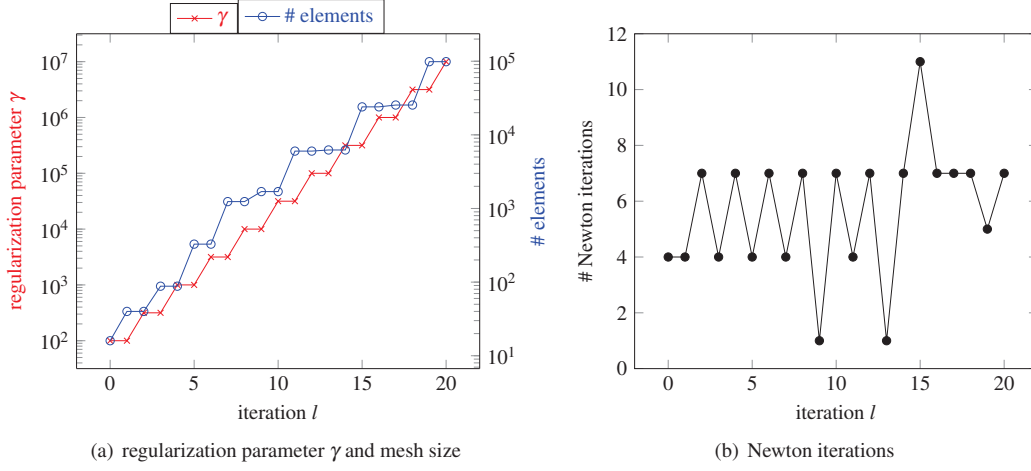 γ # elements
10^7
10^6
10^5
10^4
10^3
10^2
regularization parameter γ
0 5 10 15 20
iteration l
10^5
10^4
10^3
10^2
10^1
# elements
(a) regularization parameter γ and mesh size
12
10
8
6
4
2
0
# Newton iterations
0 5 10 15 20
iteration l
(b) Newton iterations